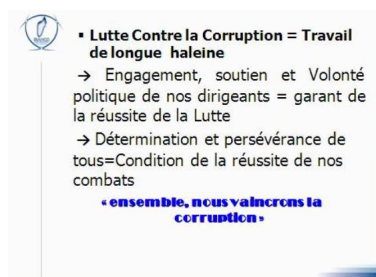 ▪ Lutte Contre la Corruption = Travail
de longue haleine
→ Engagement, soutien et Volonté
politique de nos dirigeants = garant de
la réussite de la Lutte
→ Détermination et persévérance de
tous=Condition de la réussite de nos
combats
« ensemble, nous vaincrons la
corruption »